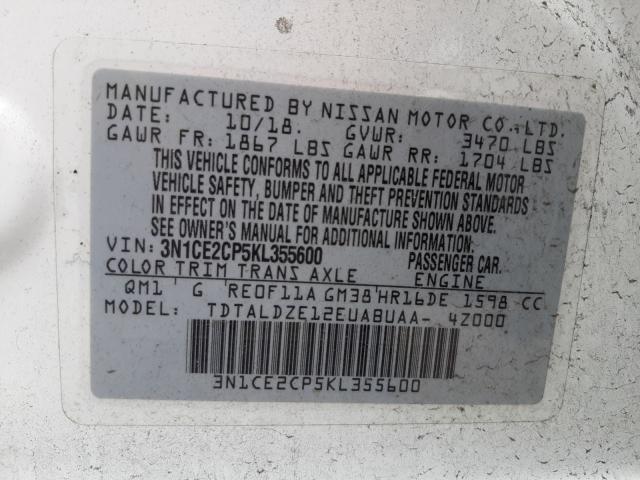 MANUFACTURED BY NISSAN MOTOR CO., LTD.
DATE: 10/18. GVWR: 3470 LBS
GAWR FR: 1867 LBS GAWR RR: 1704 LBS
THIS VEHICLE CONFORMS TO ALL APPLICABLE FEDERAL MOTOR
VEHICLE SAFETY, BUMPER AND THEFT PREVENTION STANDARDS
IN EFFECT ON THE DATE OF MANUFACTURE SHOWN ABOVE.
SEE OWNER'S MANUAL FOR ADDITIONAL INFORMATION.
VIN: 3N1CE2CP5KL355600 PASSENGER CAR.
COLOR TRIM TRANS AXLE ENGINE
QM1 ' G ' RE0F11A GM38'HR16DE 1598 CC
MODEL: TDTALDZE12EUABUAA- 4Z000
3N1CE2CP5KL355600